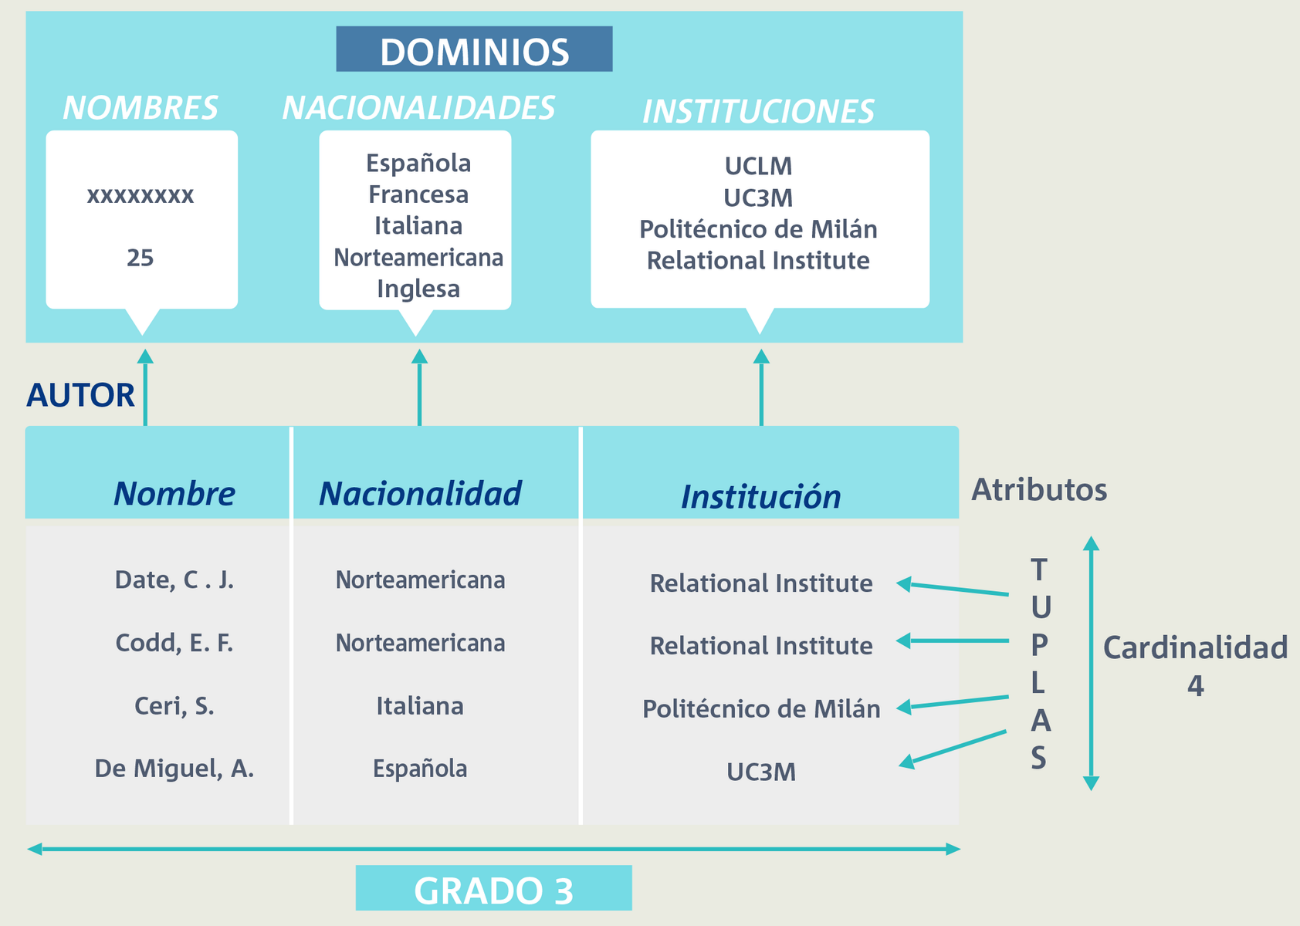 DOMINIOS
NOMBRES
NACIONALIDADES
INSTITUCIONES
xxxxxxxx
25
Española
Francesa
Italiana
Norteamericana
Inglesa
UCLM
UC3M
Politécnico de Milán
Relational Institute
AUTOR
Nombre
Nacionalidad
Institución
Atributos
Date, C . J.
Norteamericana
Relational Institute
Codd, E. F.
Norteamericana
Relational Institute
Ceri, S.
Italiana
Politécnico de Milán
De Miguel, A.
Española
UC3M
TUPLAS
Cardinalidad
4
GRADO 3